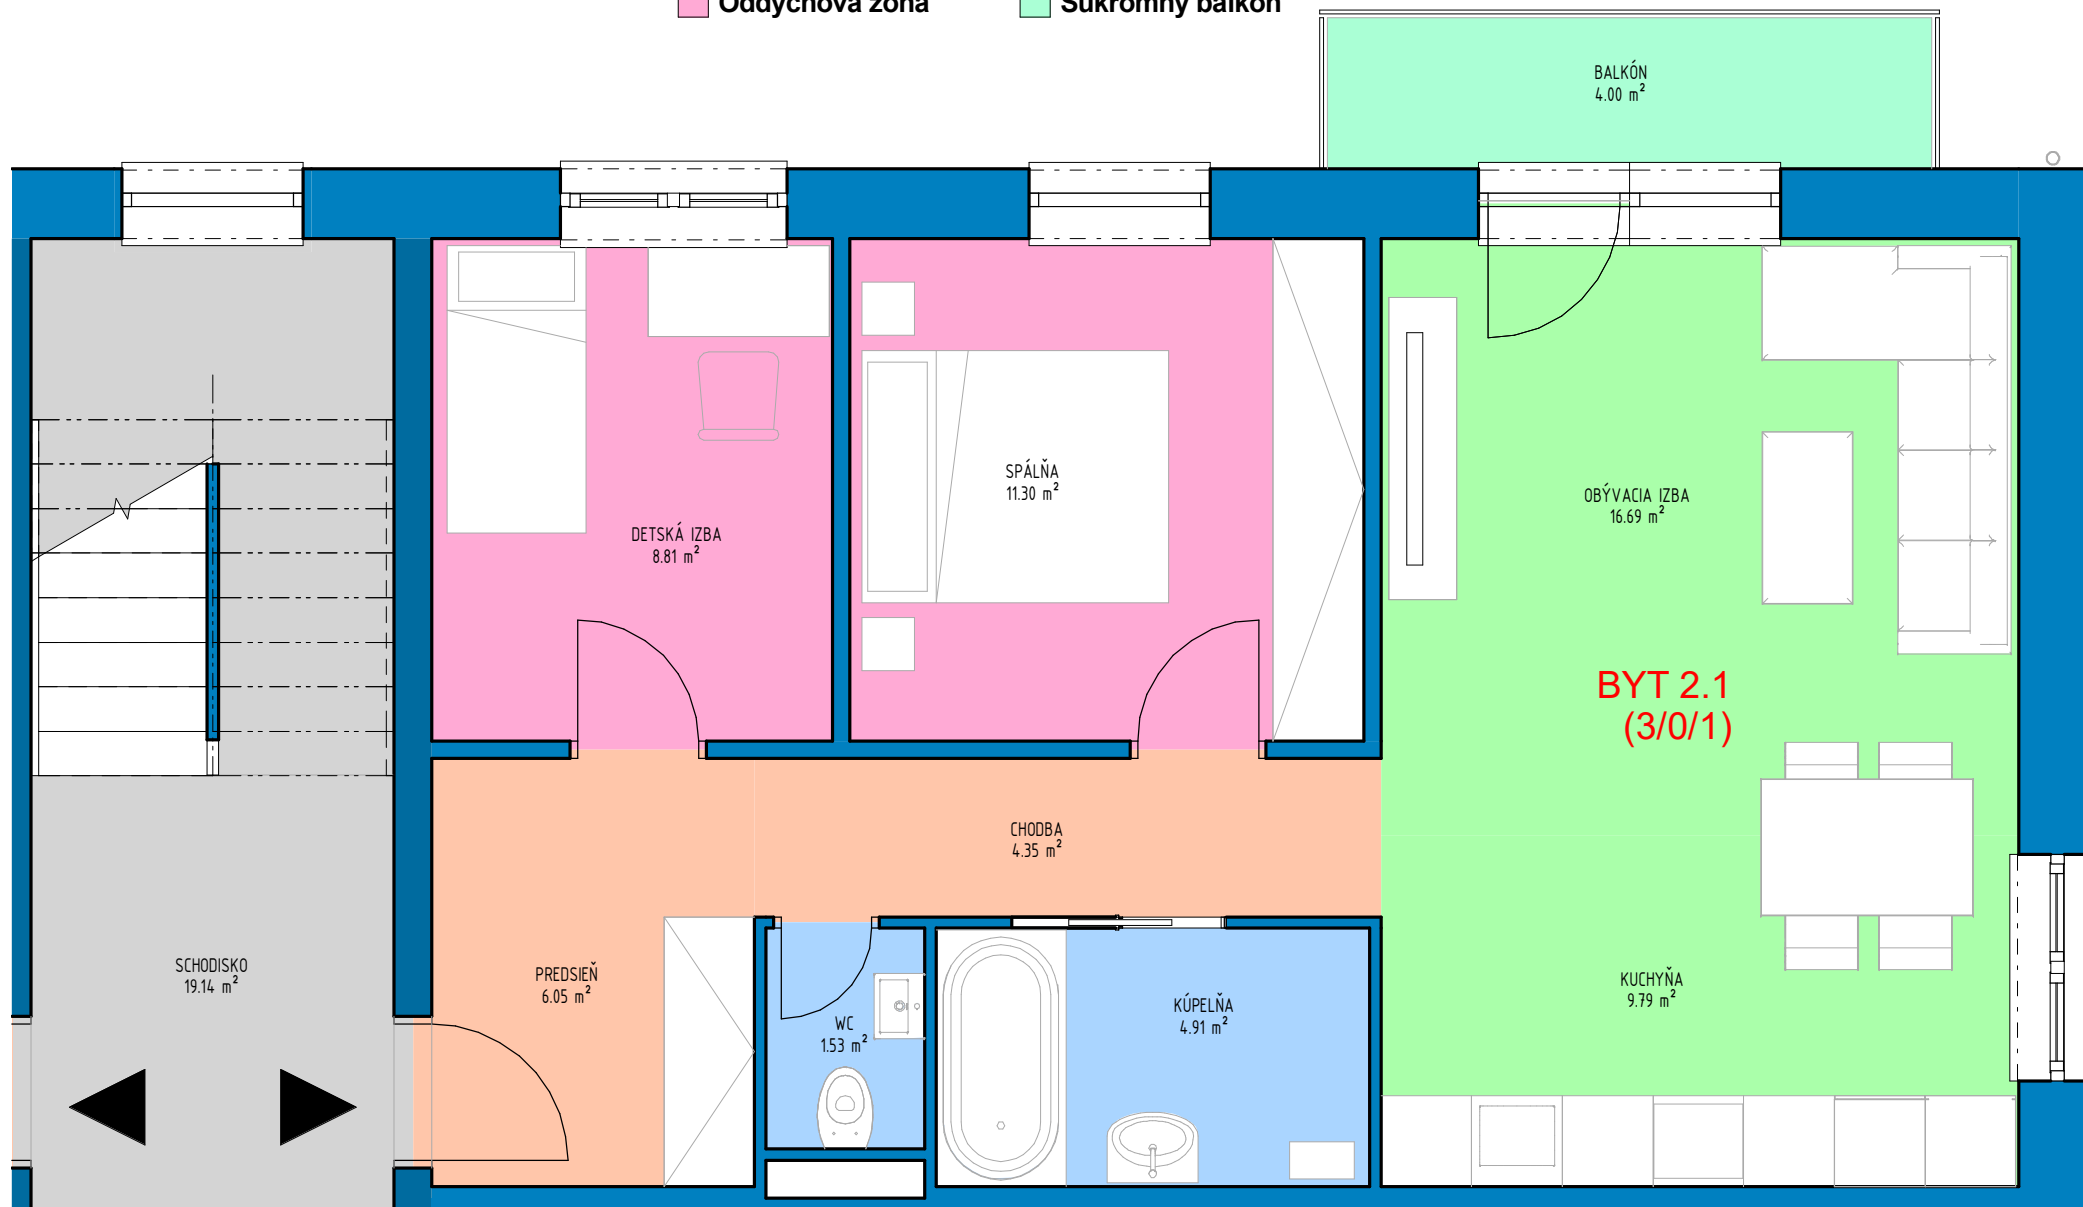 Oddychová zóna
Súkromný balkón
BALKÓN
4.00 m²
SPÁLŇA
11.30 m²
OBÝVACIA IZBA
16.69 m²
DETSKÁ IZBA
8.81 m²
BYT 2.1
(3/0/1)
CHODBA
4.35 m²
SCHODISKO
19.14 m²
PREDSIEŇ
6.05 m²
KUCHYŇA
9.79 m²
KÚPELŇA
4.91 m²
WC
1.53 m²